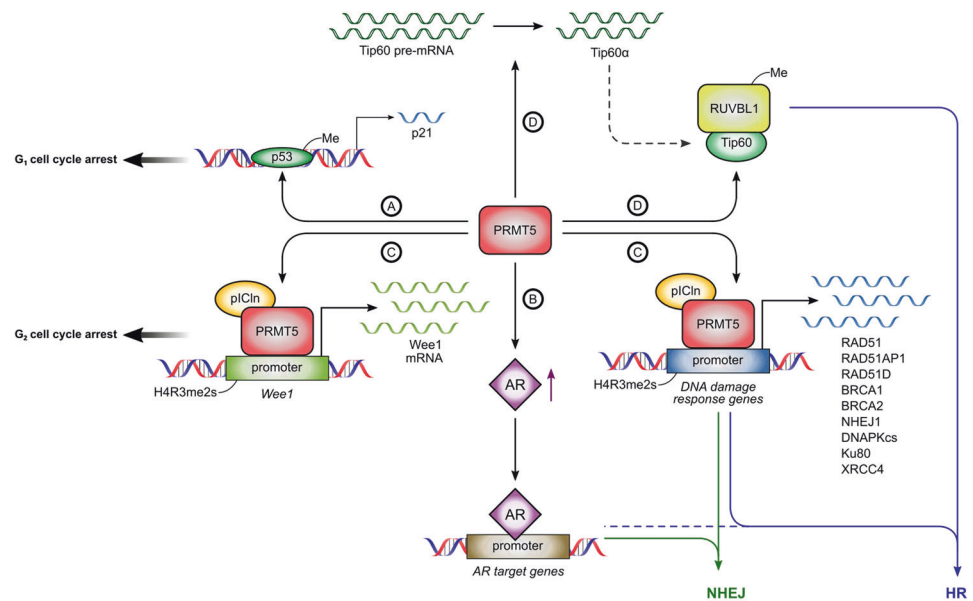 Tip60 pre-mRNA
Tip60α
Me
RUVBL1
Tip60
D
p21
Me
p53
G1 cell cycle arrest
A
D
PRMT5
C
C
B
pICln
PRMT5
promoter
H4R3me2s
Wee1
Wee1
mRNA
G2 cell cycle arrest
pICln
PRMT5
promoter
H4R3me2s
DNA damage
response genes
RAD51
RAD51AP1
RAD51D
BRCA1
BRCA2
NHEJ1
DNAPKcs
Ku80
XRCC4
AR
AR
promoter
AR target genes
NHEJ
HR